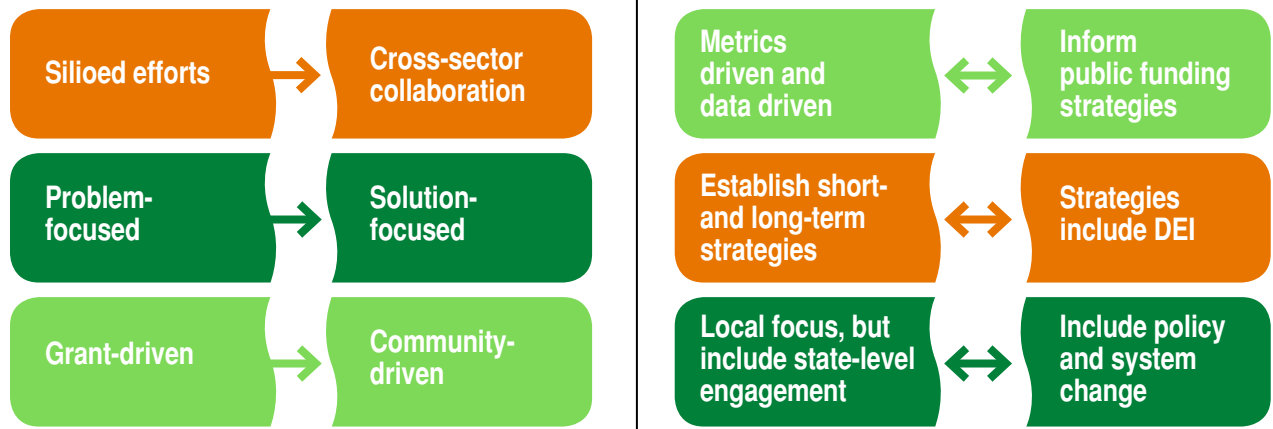 Silioed efforts
Cross-sector
collaboration
Problem-
focused
Solution-
focused
Grant-driven
Community-
driven
Metrics
driven and
data driven
Inform
public funding
strategies
Establish short-
and long-term
strategies
Strategies
include DEI
Local focus, but
include state-level
engagement
Include policy
and system
change